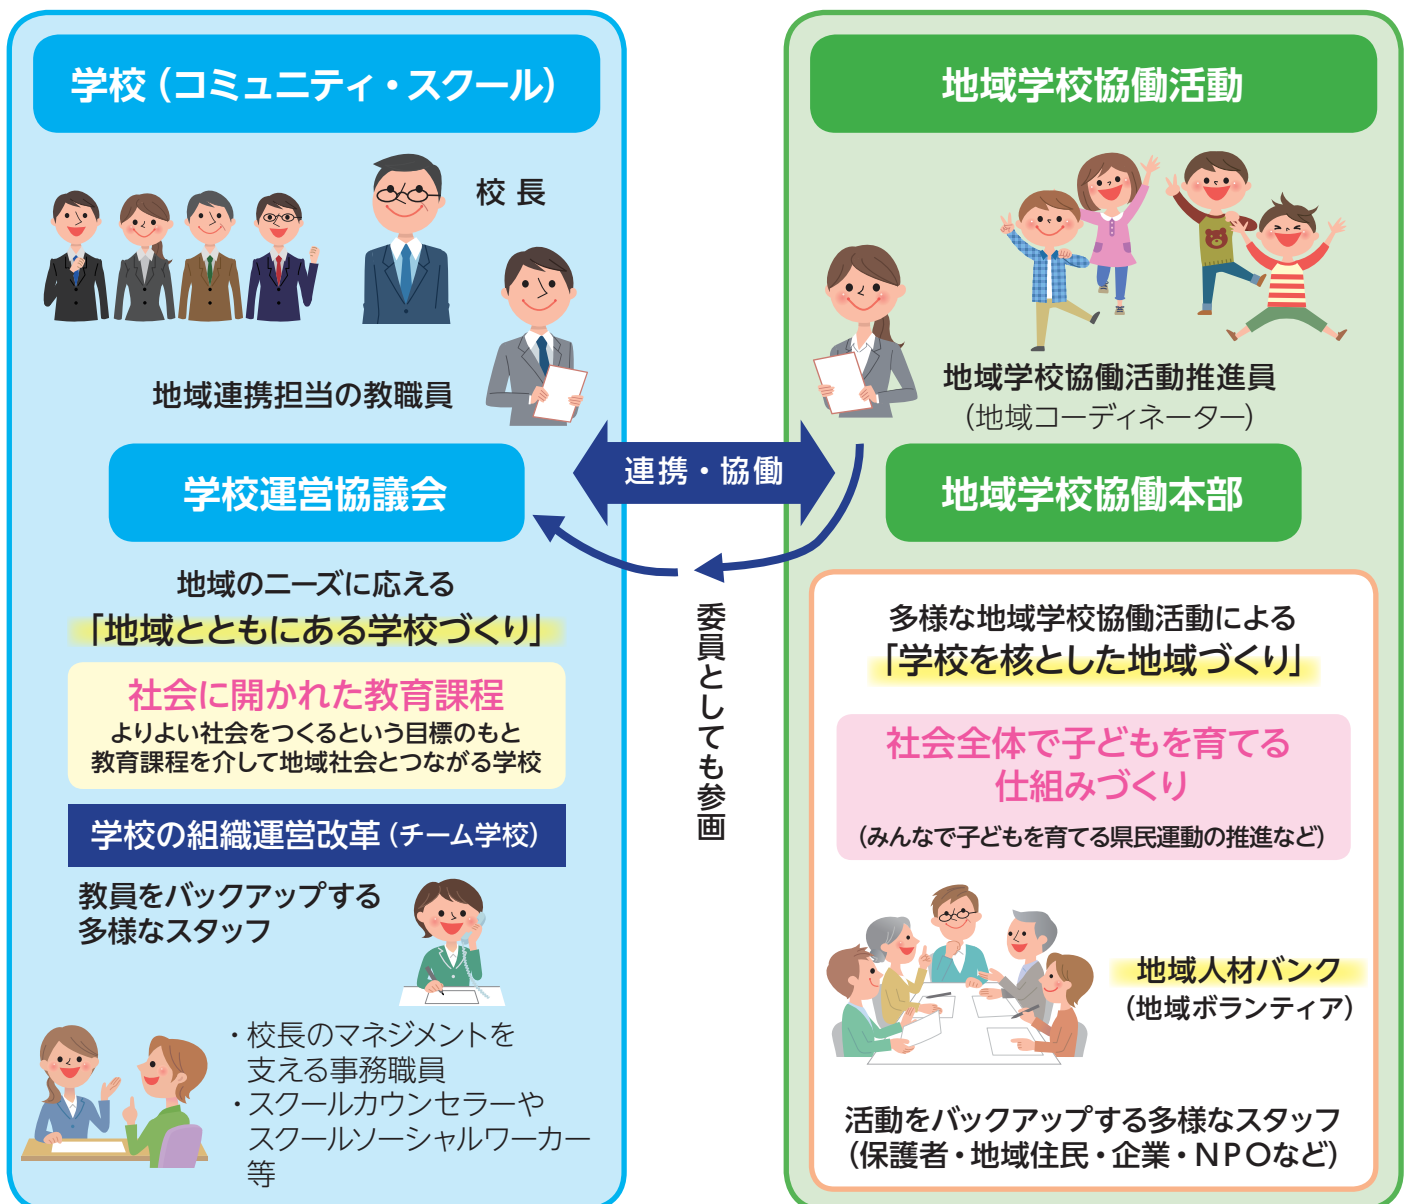 学校（コミュニティ・スクール）
校 長
地域連携担当の教職員
学校運営協議会
地域のニーズに応える
「地域とともにある学校づくり」
社会に開かれた教育課程
よりよい社会をつくるという目標のもと
教育課程を介して地域社会とつながる学校
学校の組織運営改革（チーム学校）
教員をバックアップする
多様なスタッフ
・校長のマネジメントを
支える事務職員
・スクールカウンセラーや
スクールソーシャルワーカー
等
連携・協働
委員としても参画
地域学校協働活動
地域学校協働活動推進員
（地域コーディネーター）
地域学校協働本部
多様な地域学校協働活動による
「学校を核とした地域づくり」
社会全体で子どもを育てる
仕組みづくり
（みんなで子どもを育てる県民運動の推進など）
地域人材バンク
（地域ボランティア）
活動をバックアップする多様なスタッフ
（保護者・地域住民・企業・NPOなど）